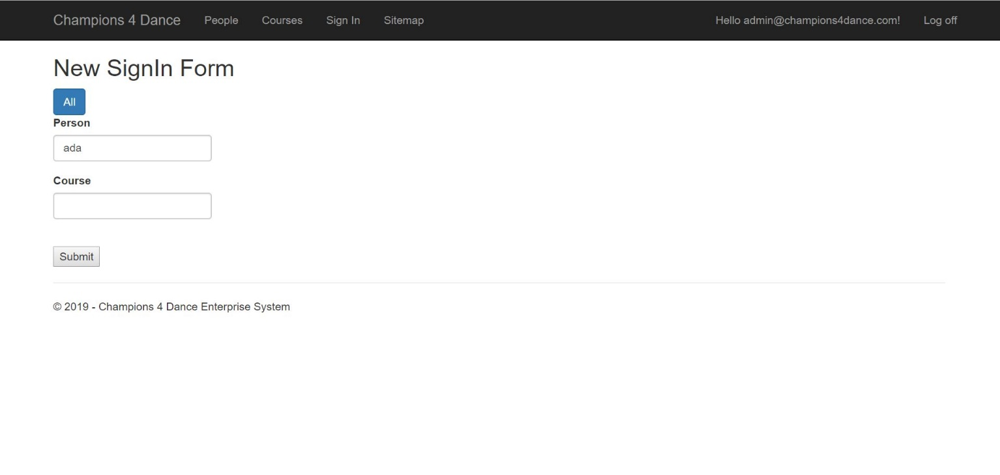 Champions 4 Dance People Courses Sign In Sitemap Hello admin@champions4dance.com! Log off
New SignIn Form
All
Person
ada
Course
Submit
© 2019 - Champions 4 Dance Enterprise System